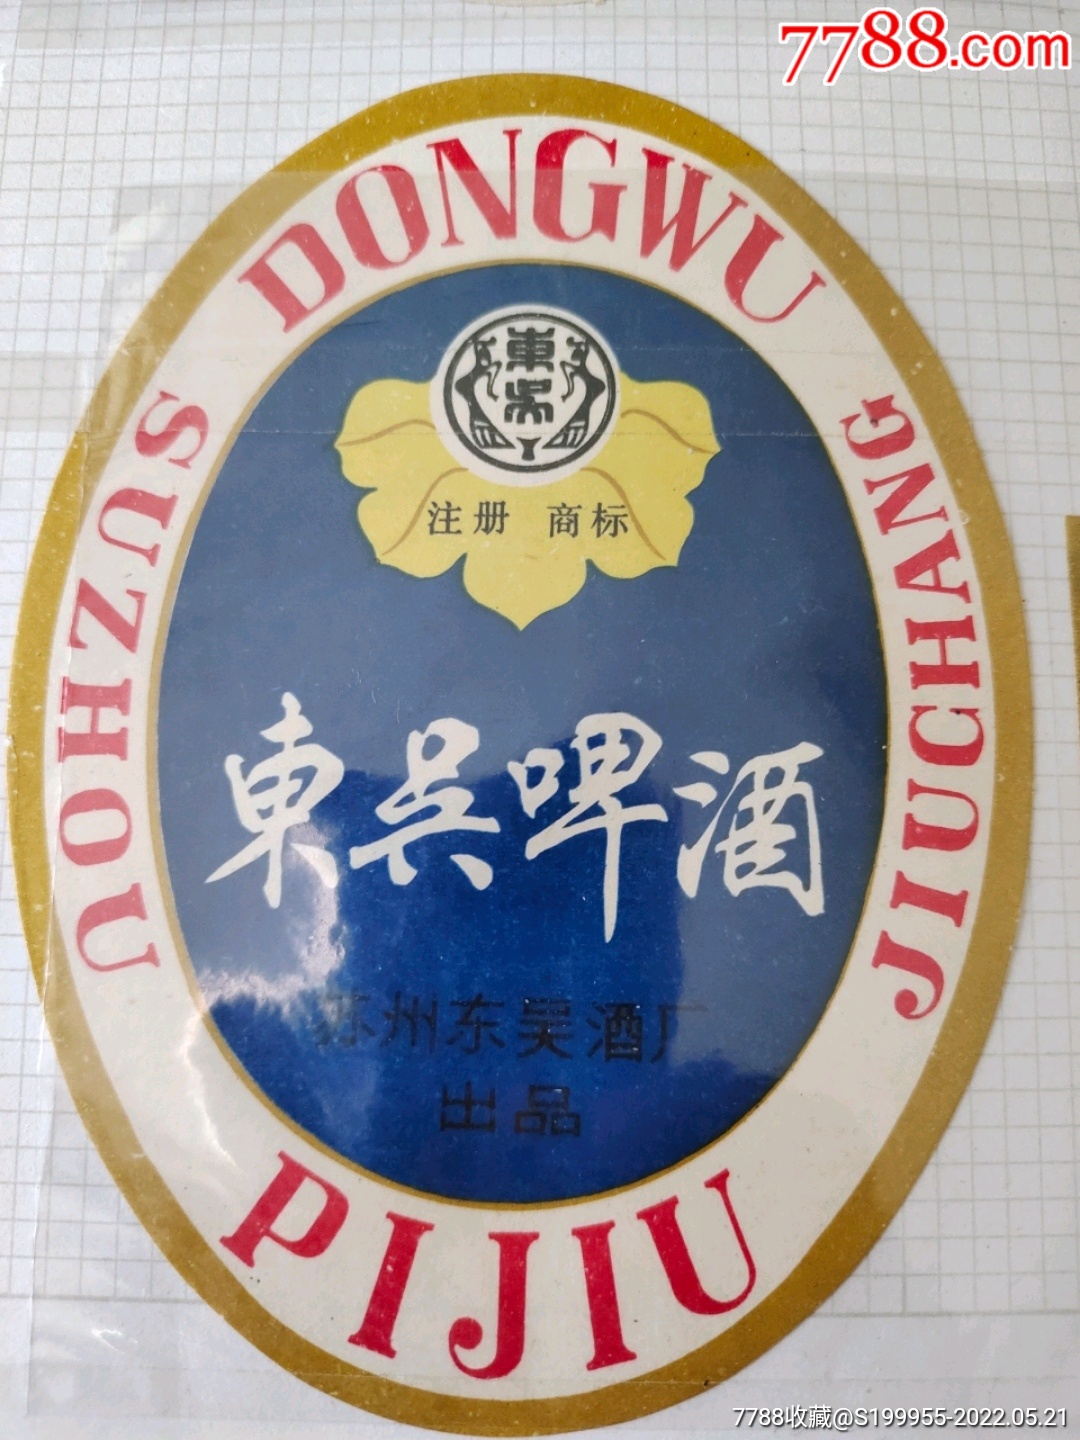 7788.com
DONGWU
SUZHOU
JIUCHANG
東吳
注册 商标
東吳啤酒
苏州东吴酒厂
出品
PIJIU
7788收藏@S199955-2022.05.21